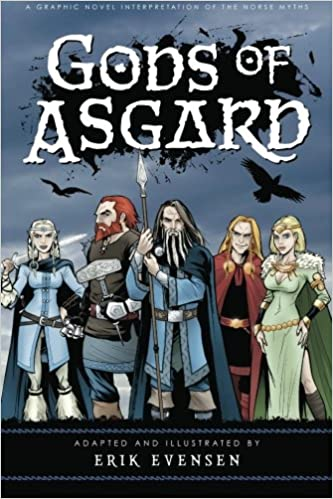 A GRAPHIC NOVEL INTERPRETATION OF THE NORSE MYTHS
GODS OF
ASGARD
ADAPTED AND ILLUSTRATED BY
ERIK EVENSEN